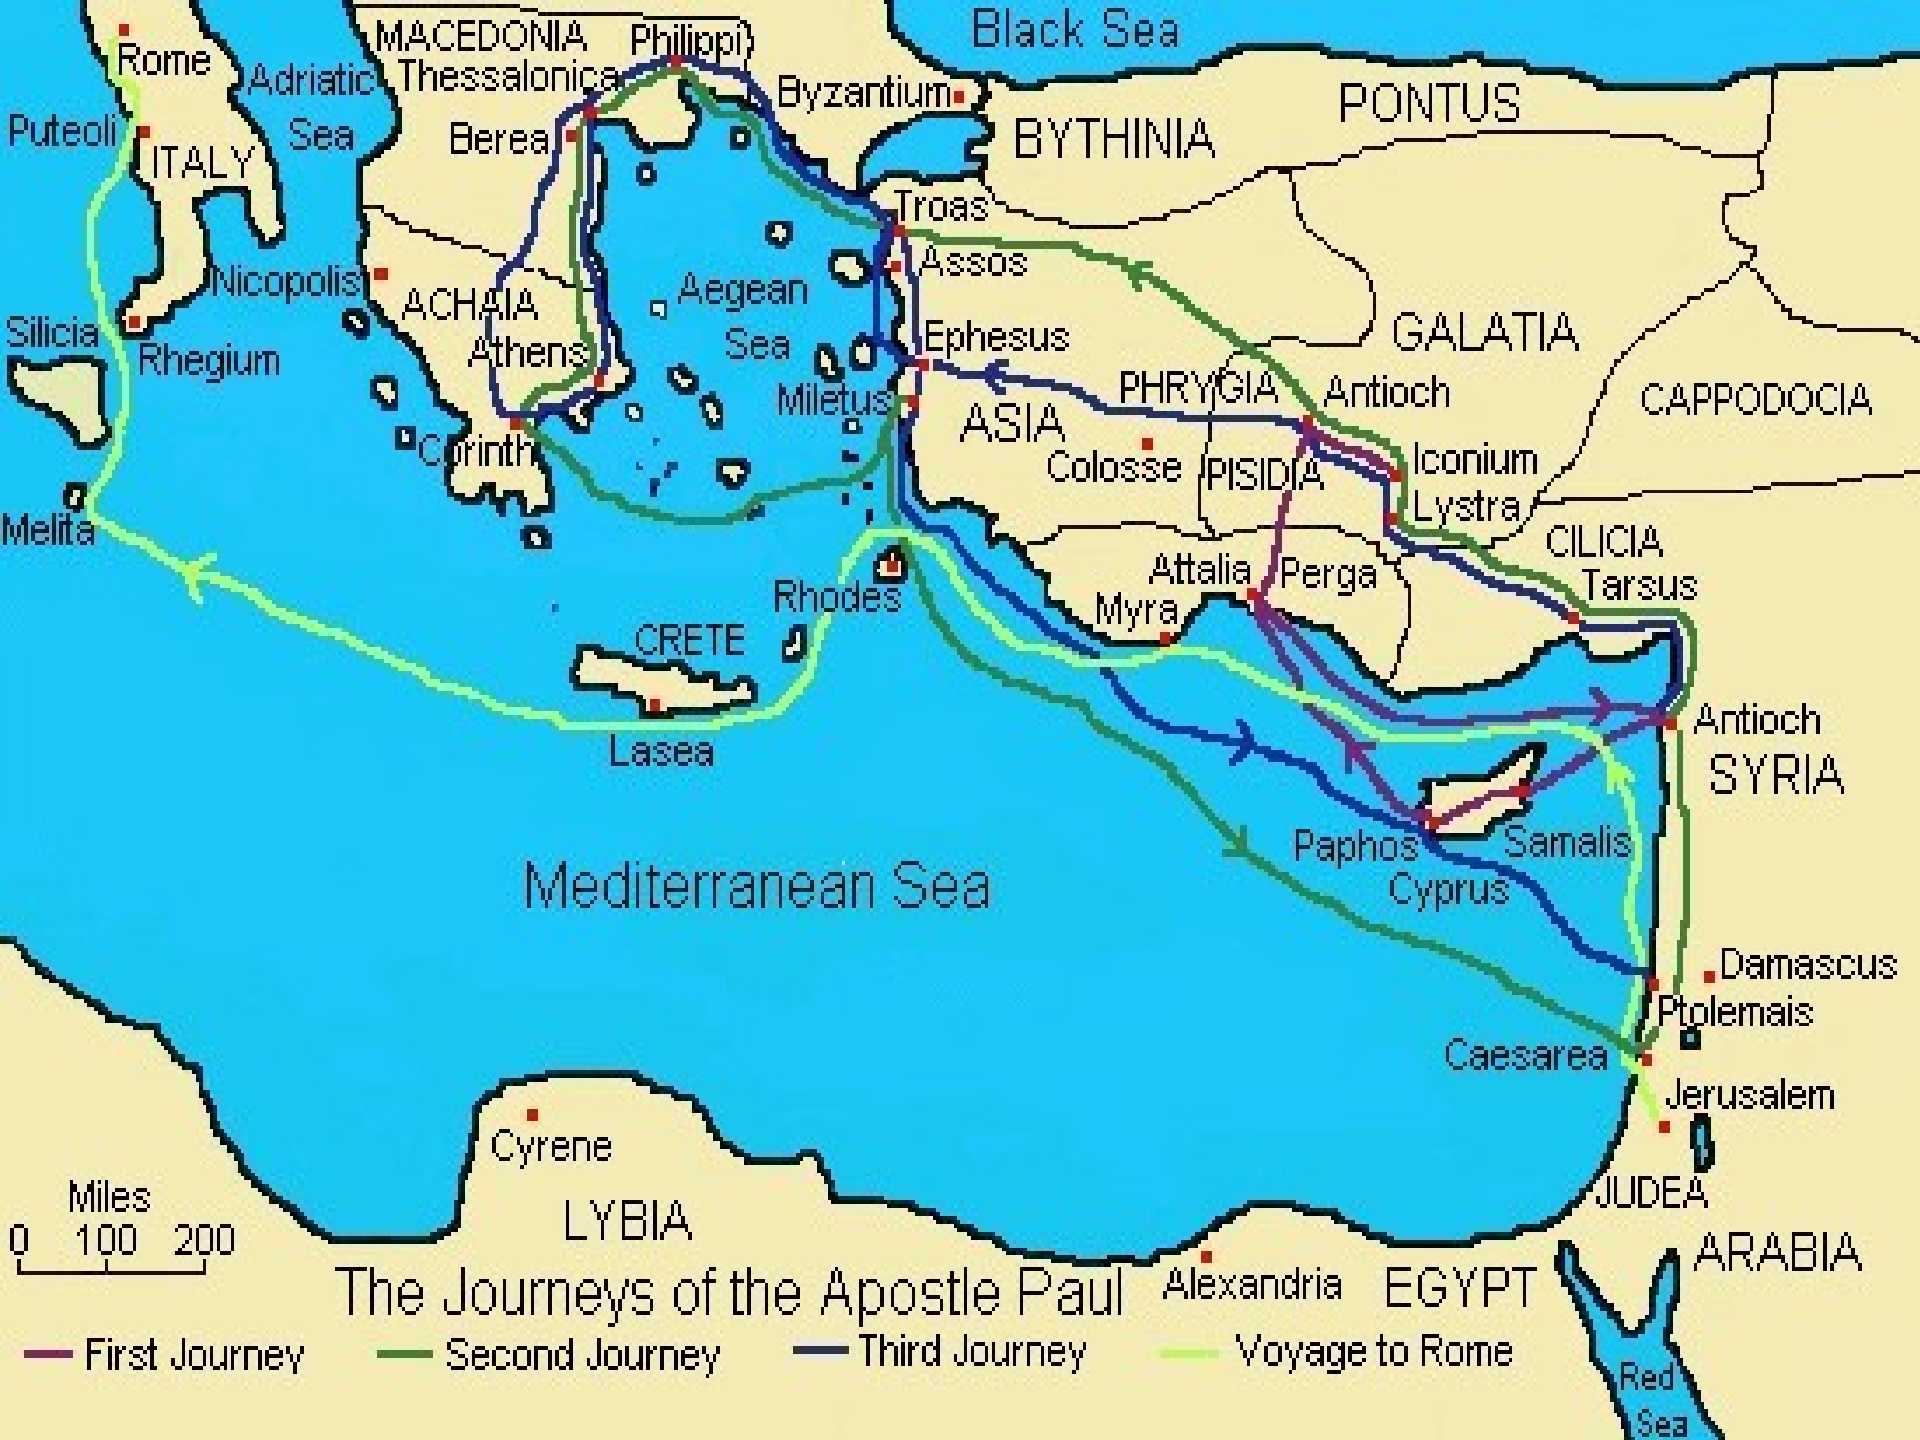 Black Sea
MACEDONIA
Philippi
Rome
Adriatic
Sea
Thessalonica
Byzantium
PONTUS
Puteoli
Berea
BYTHINIA
ITALY
Troas
Nicopolis
Assos
ACHAIA
Aegean
Sea
Silicia
Rhegium
Athens
Ephesus
GALATIA
PHRYGIA
Antioch
CAPPODOCIA
Miletus
ASIA
Corinth
Colosse
PISIDIA
Iconium
Lystra
Melita
CILICIA
Attalia
Perga
Tarsus
Rhodes
Myra
CRETE
Lasea
Antioch
SYRIA
Mediterranean Sea
Paphos
Samalis
Cyprus
Damascus
Ptolemais
Caesarea
Jerusalem
Cyrene
JUDEA
Miles
0 100 200
LYBIA
ARABIA
The Journeys of the Apostle Paul
Alexandria
EGYPT
First Journey
Second Journey
Third Journey
Voyage to Rome
Red
Sea